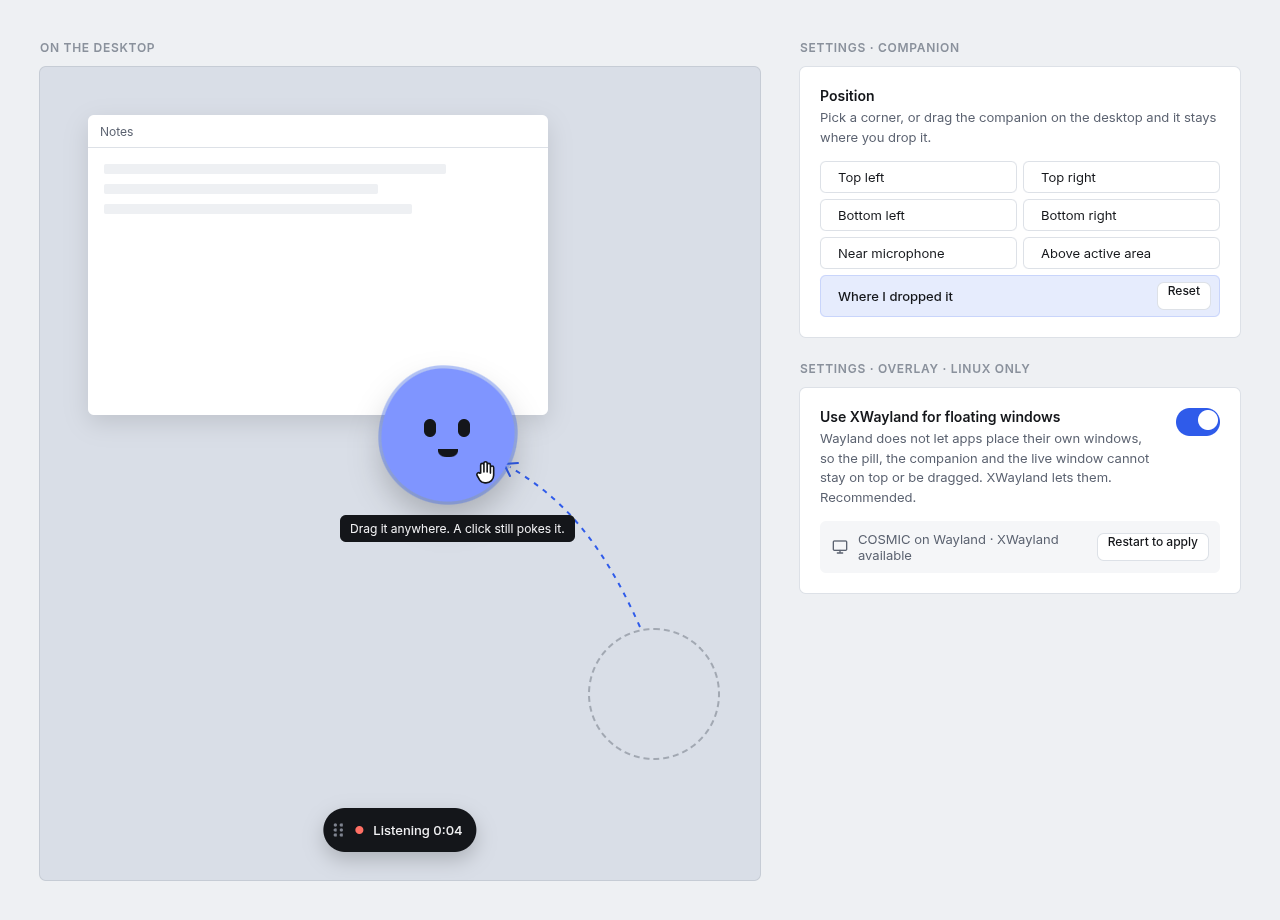 ON THE DESKTOP
Notes
Drag it anywhere. A click still pokes it.
Listening 0:04
SETTINGS · COMPANION
Position
Pick a corner, or drag the companion on the desktop and it stays
where you drop it.
Top left
Top right
Bottom left
Bottom right
Near microphone
Above active area
Where I dropped it
Reset
SETTINGS · OVERLAY · LINUX ONLY
Use XWayland for floating windows
Wayland does not let apps place their own windows,
so the pill, the companion and the live window cannot
stay on top or be dragged. XWayland lets them.
Recommended.
COSMIC on Wayland · XWayland
available
Restart to apply